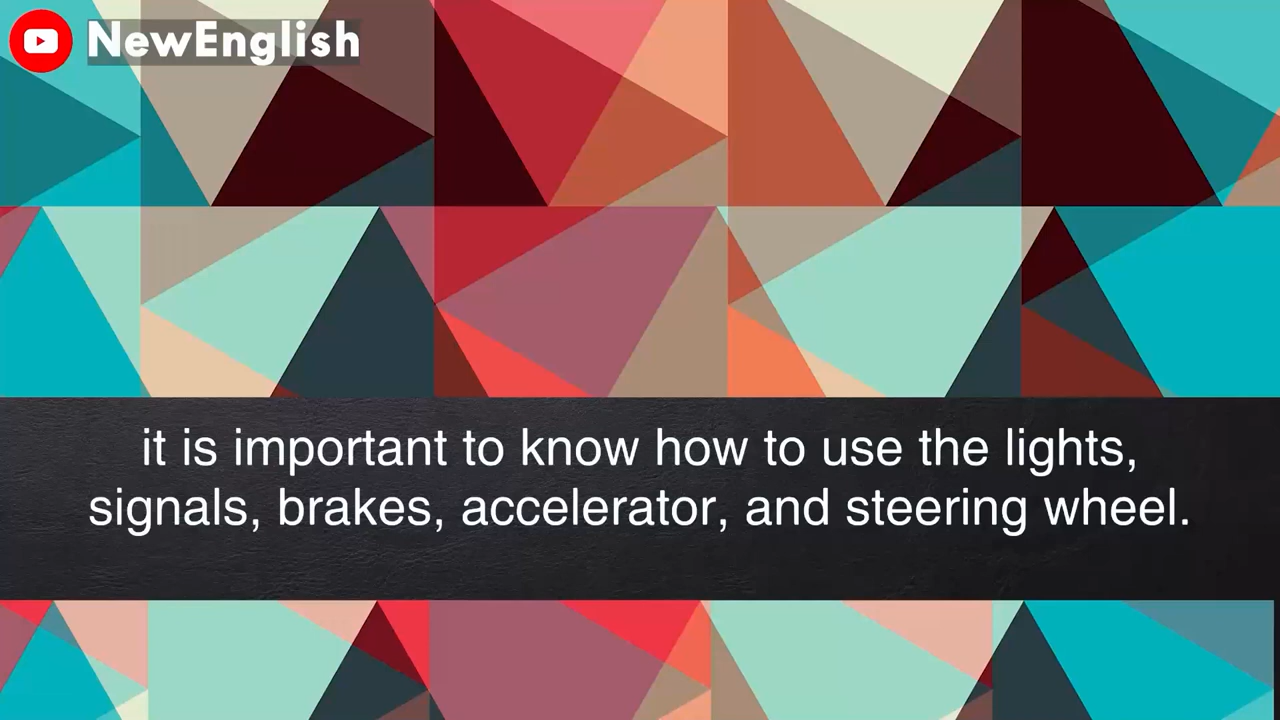 NewEnglish
it is important to know how to use the lights,
signals, brakes, accelerator, and steering wheel.